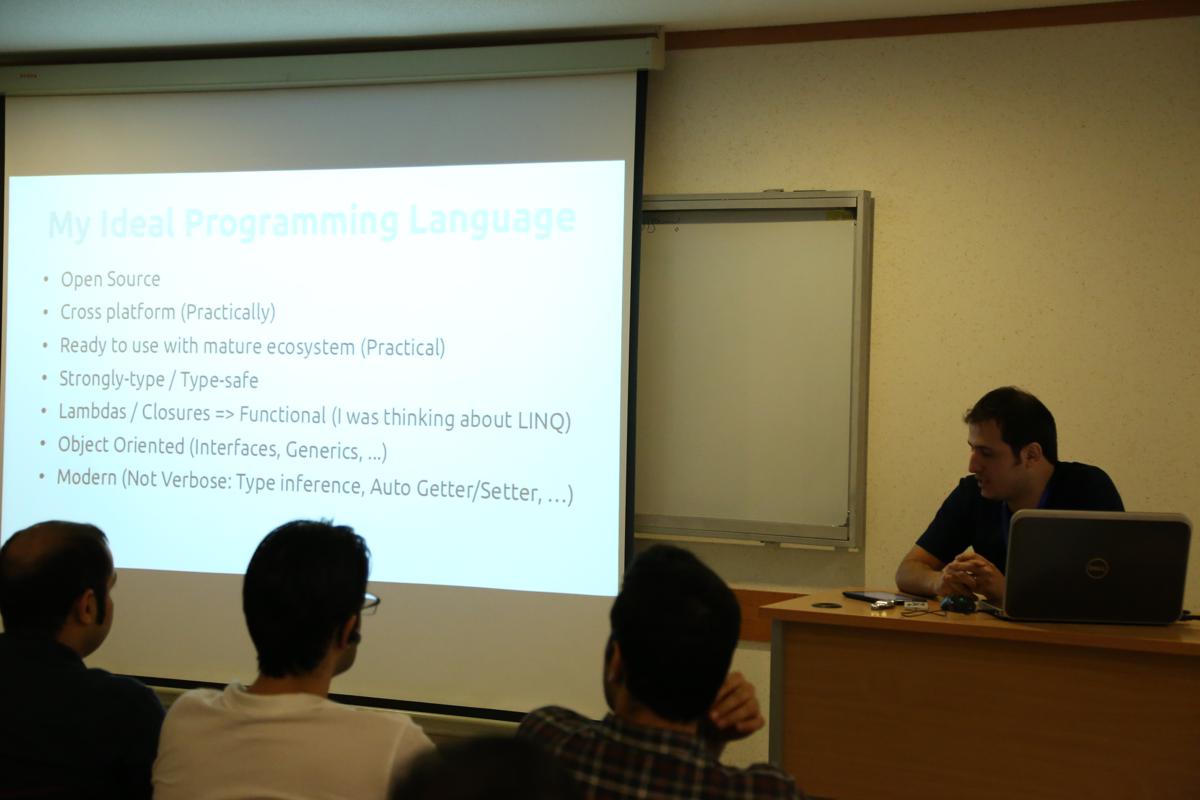 My Ideal Programming Language
• Open Source
• Cross platform (Practically)
• Ready to use with mature ecosystem (Practical)
• Strongly-type / Type-safe
• Lambdas / Closures => Functional (I was thinking about LINQ)
• Object Oriented (Interfaces, Generics, ...)
• Modern (Not Verbose: Type inference, Auto Getter/Setter, ...)
DELL